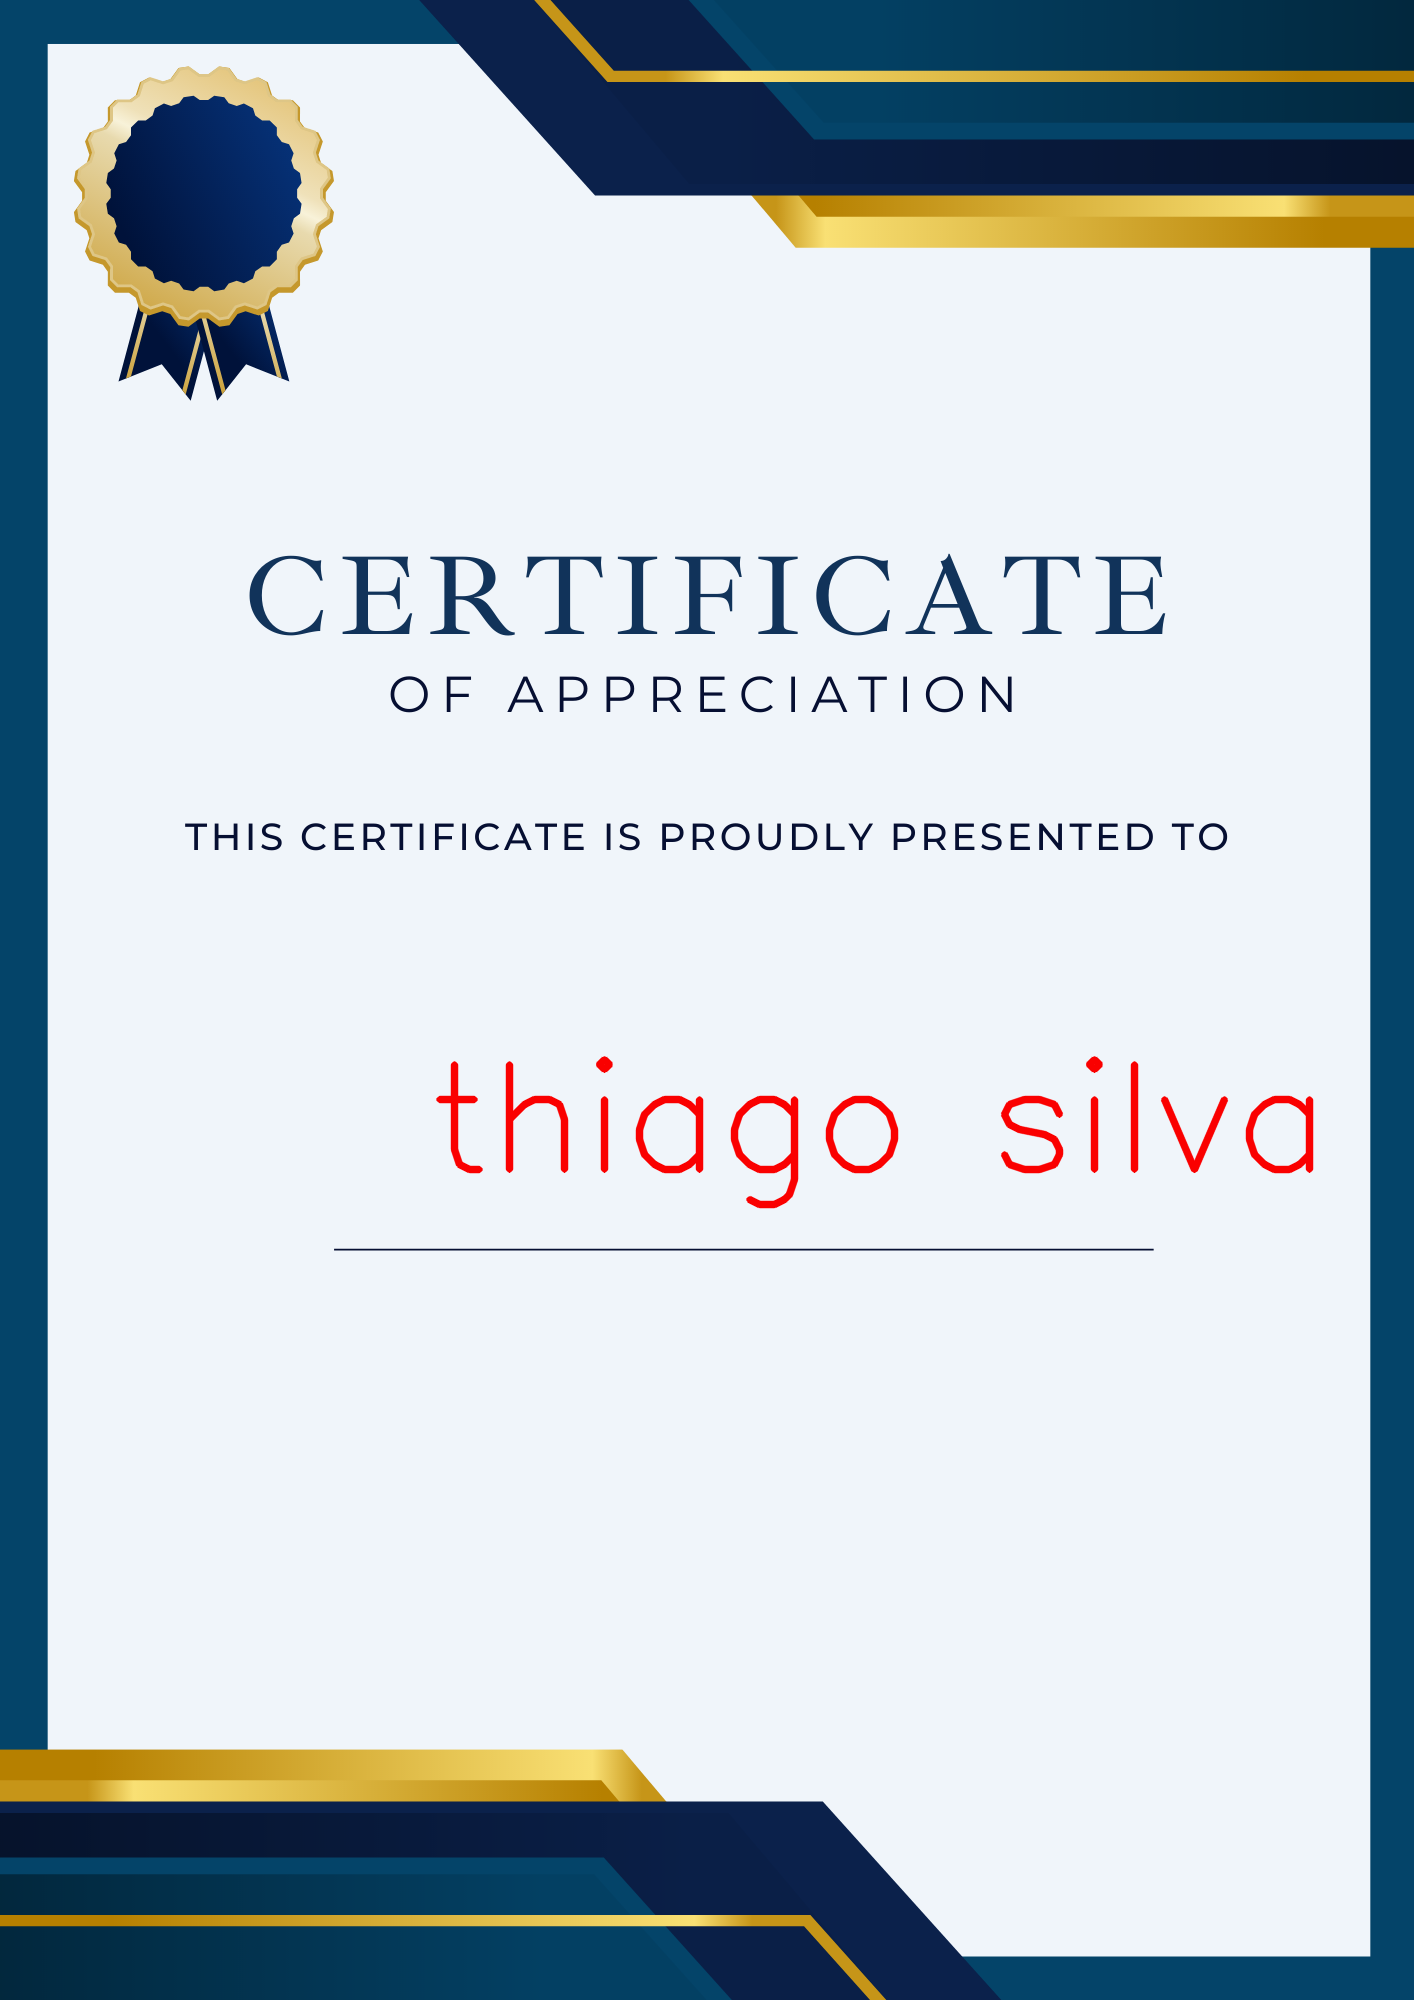 CERTIFICATE
OF APPRECIATION
THIS CERTIFICATE IS PROUDLY PRESENTED TO
thiago silva